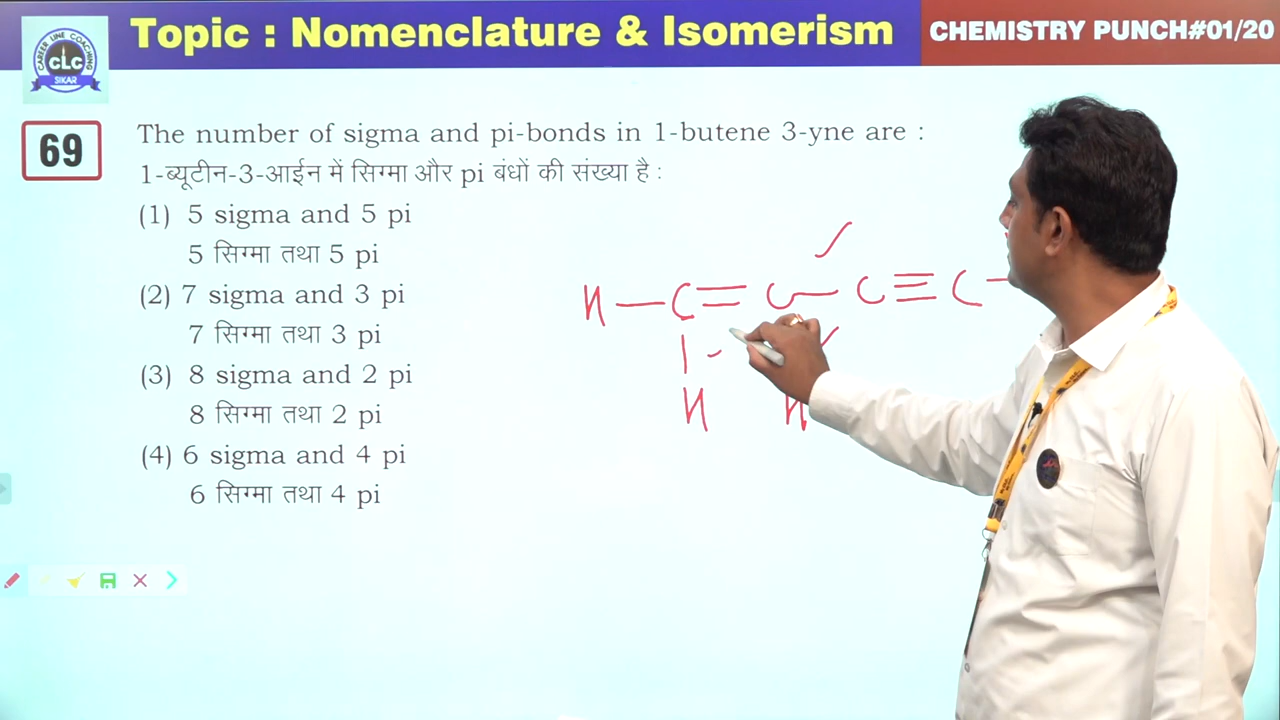 Topic : Nomenclature & Isomerism
CHEMISTRY PUNCH#01/20
CAREER LINE COACHING
CLC
SIKAR
69
The number of sigma and pi-bonds in 1-butene 3-yne are :
1-ब्यूटीन-3-आईन में सिग्मा और pi बंधों की संख्या है :
(1) 5 sigma and 5 pi
5 सिग्मा तथा 5 pi
(2) 7 sigma and 3 pi
7 सिग्मा तथा 3 pi
(3) 8 sigma and 2 pi
8 सिग्मा तथा 2 pi
(4) 6 sigma and 4 pi
6 सिग्मा तथा 4 pi
H—C=C—C≡C—
H H